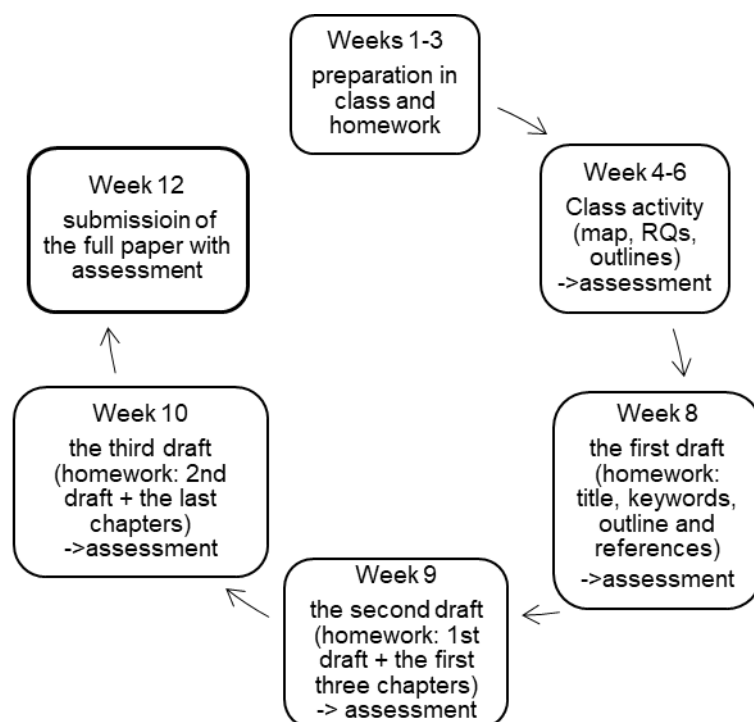 Weeks 1-3
preparation in
class and
homework
Week 4-6
Class activity
(map, RQs,
outlines)
->assessment
Week 8
the first draft
(homework:
title, keywords,
outline and
references)
->assessment
Week 9
the second draft
(homework: 1st
draft + the first
three chapters)
-> assessment
Week 10
the third draft
(homework: 2nd
draft + the last
chapters)
->assessment
Week 12
submissioin of
the full paper with
assessment